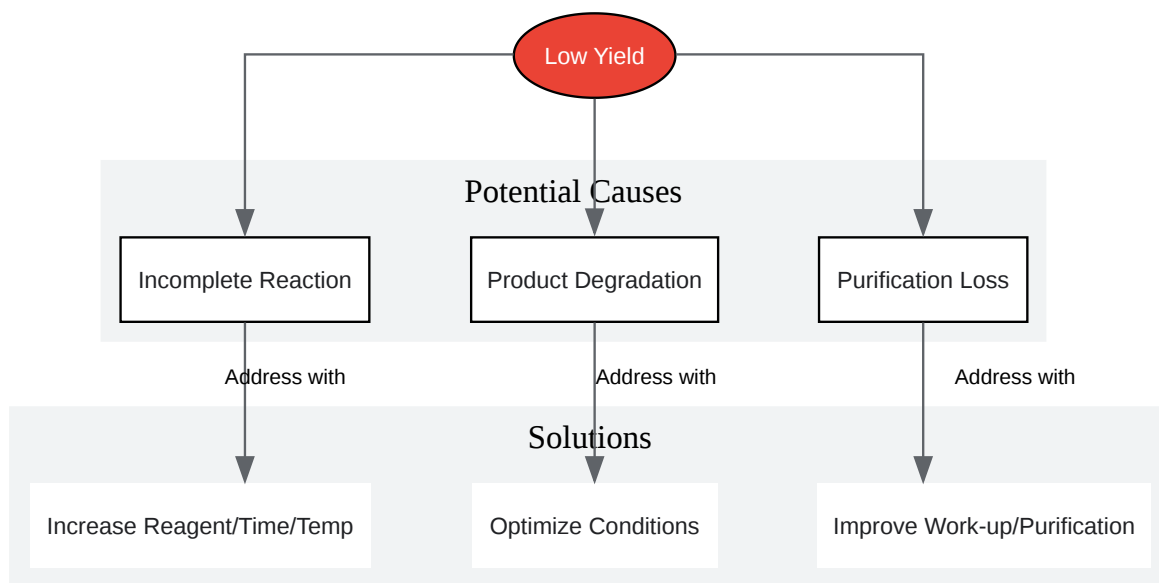 Low Yield
Potential Causes
Incomplete Reaction
Product Degradation
Purification Loss
Address with
Address with
Address with
Solutions
Increase Reagent/Time/Temp
Optimize Conditions
Improve Work-up/Purification